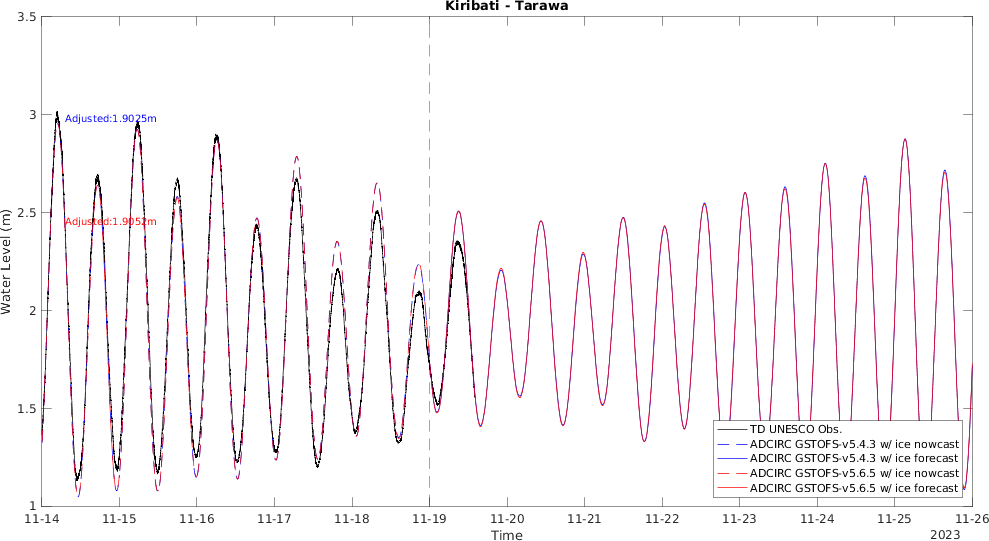 Kiribati - Tarawa
3.5
3
2.5
2
1.5
1
Water Level (m)
Adjusted:1.9025m
Adjusted:1.9052m
TD UNESCO Obs.
ADCIRC GSTOFS-v5.4.3 w/ ice nowcast
ADCIRC GSTOFS-v5.4.3 w/ ice forecast
ADCIRC GSTOFS-v5.6.5 w/ ice nowcast
ADCIRC GSTOFS-v5.6.5 w/ ice forecast
11-14 11-15 11-16 11-17 11-18 11-19 11-20 11-21 11-22 11-23 11-24 11-25 11-26
Time
2023